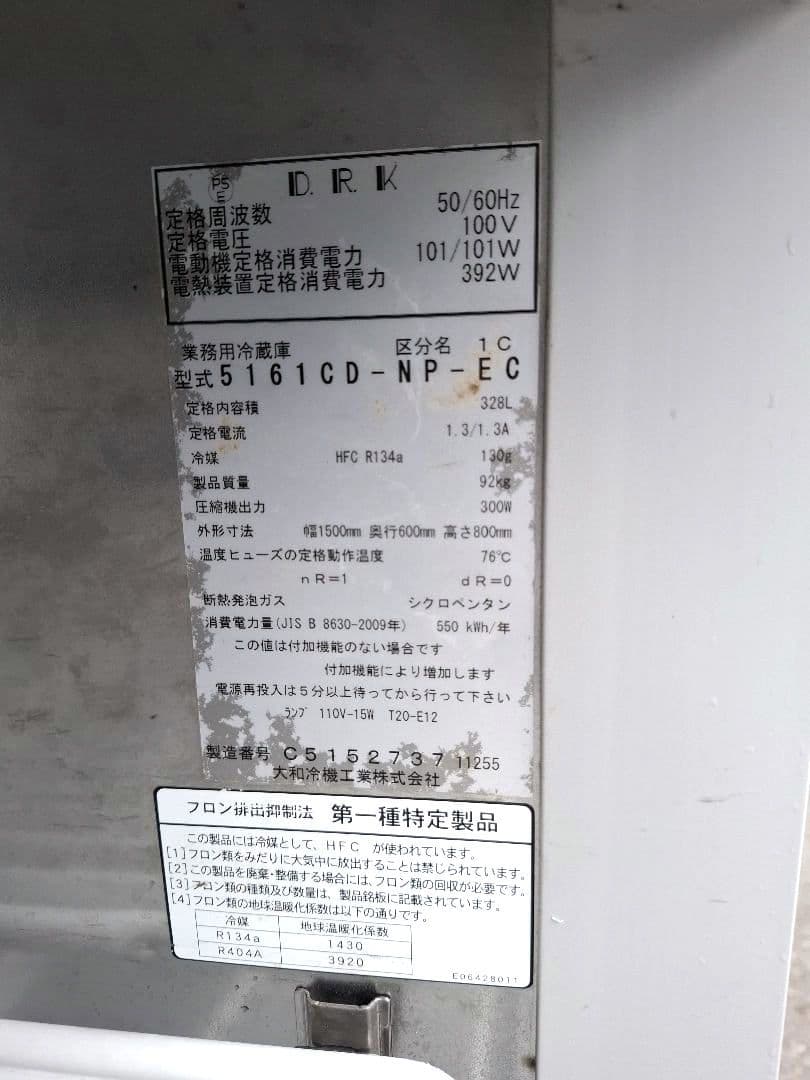 PS E D.R.K
定格周波数 50/60Hz
定格電圧 100V
電動機定格消費電力 101/101W
電熱装置定格消費電力 392W
業務用冷蔵庫 区分名 1C
型式 5161CD-NP-EC
定格内容積 328L
定格電流 1.3/1.3A
冷媒 HFC R134a 130g
製品質量 92kg
圧縮機出力 300W
外形寸法 幅1500mm 奥行600mm 高さ800mm
温度ヒューズの定格動作温度 76℃
nR=1 dR=0
断熱発泡ガス シクロペンタン
消費電力量(JIS B 8630-2009年) 550 kWh/年
この値は付加機能のない場合です
付加機能により増加します
電源再投入は5分以上待ってから行って下さい
ランプ 110V-15W T20-E12
製造番号 C5152737 11255
大和冷機工業株式会社
フロン排出抑制法 第一種特定製品
この製品には冷媒として、HFC が使われています。
[1]フロン類をみだりに大気中に放出することは禁じられています。
[2]この製品を廃棄・整備する場合には、フロン類の回収が必要です。
[3]フロン類の種類及び数量は、製品銘板に記載されています。
[4]フロン類の地球温暖化係数は以下の通りです。
冷媒 地球温暖化係数
R134a 1430
R404A 3920
E06428011